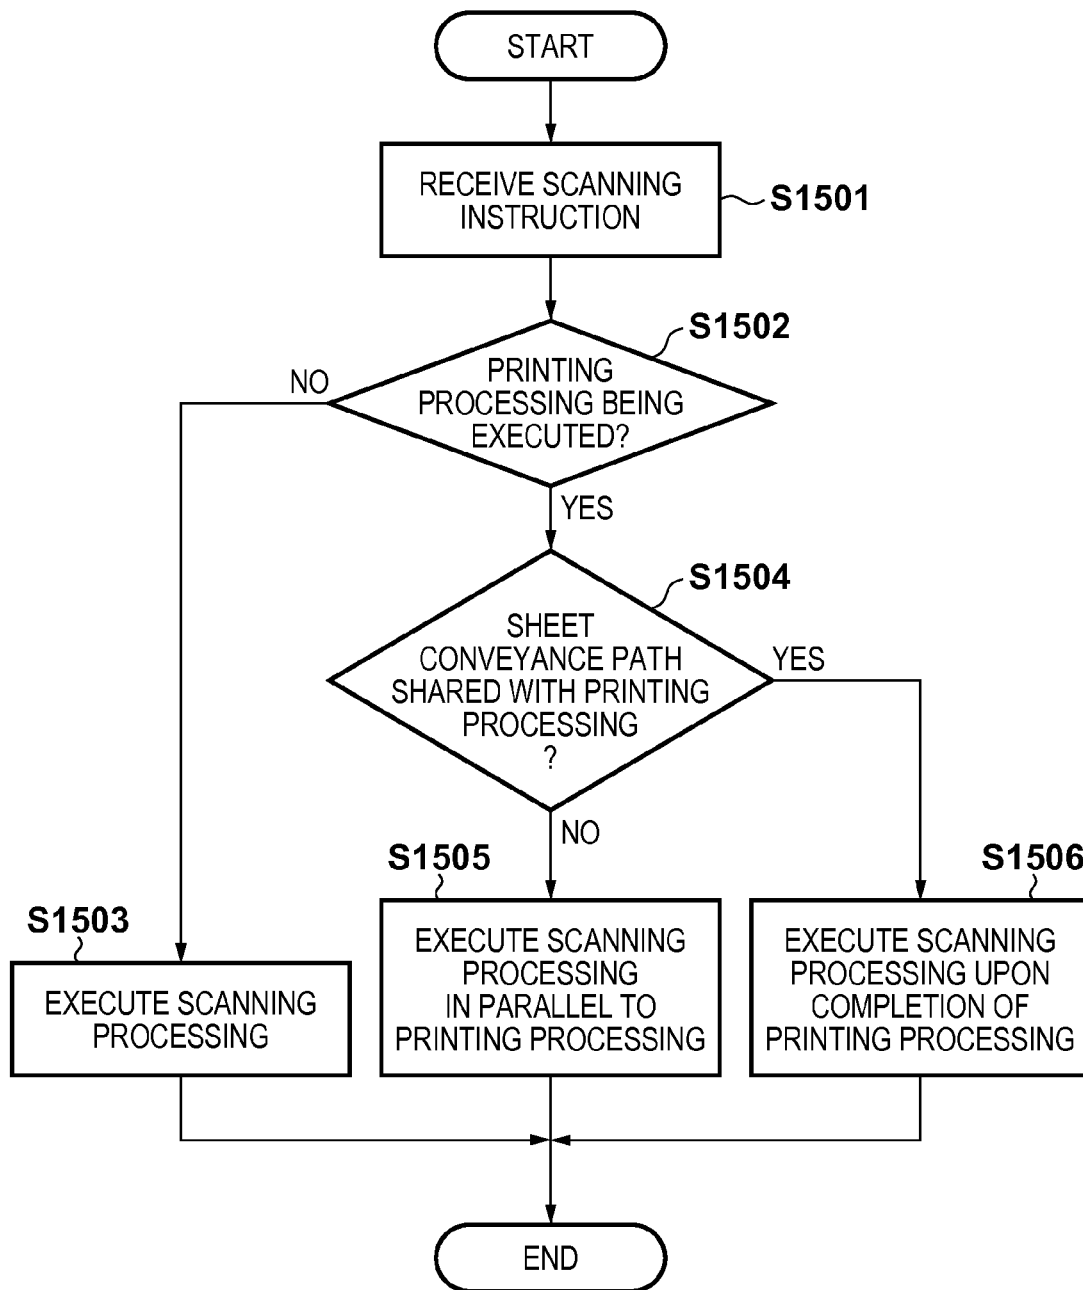 START
RECEIVE SCANNING
INSTRUCTION
S1501
S1502
PRINTING
PROCESSING BEING
EXECUTED?
NO
YES
S1504
SHEET
CONVEYANCE PATH
SHARED WITH PRINTING
PROCESSING
?
YES
NO
S1503
EXECUTE SCANNING
PROCESSING
S1505
EXECUTE SCANNING
PROCESSING
IN PARALLEL TO
PRINTING PROCESSING
S1506
EXECUTE SCANNING
PROCESSING UPON
COMPLETION OF
PRINTING PROCESSING
END